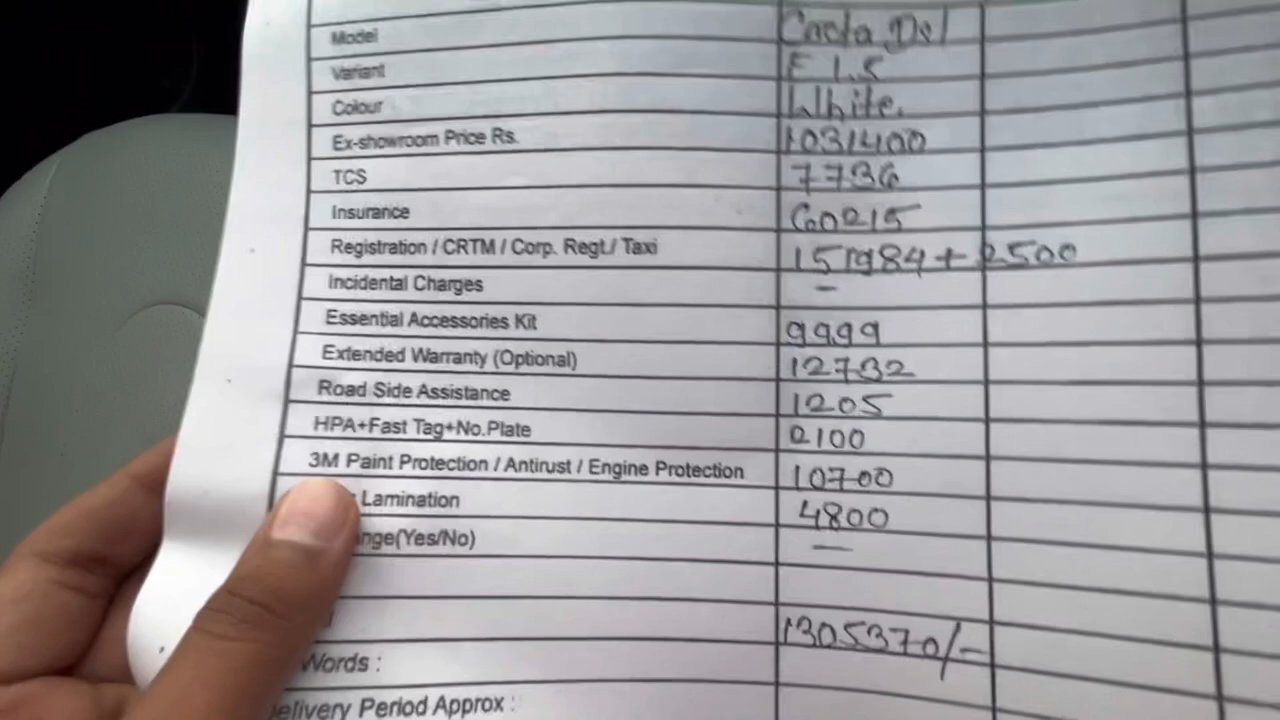 Model Creta Dsl
Variant E 1.5
Colour White.
Ex-showroom Price Rs. 1031400
TCS 7736
Insurance 60215
Registration / CRTM / Corp. Regt./ Taxi 151984+2500
Incidental Charges —
Essential Accessories Kit 9999
Extended Warranty (Optional) 12732
Road Side Assistance 1205
HPA+Fast Tag+No.Plate 2100
3M Paint Protection / Antirust / Engine Protection 10700
Lamination 4800
nge(Yes/No) —
1305370/-
Words :
Delivery Period Approx :